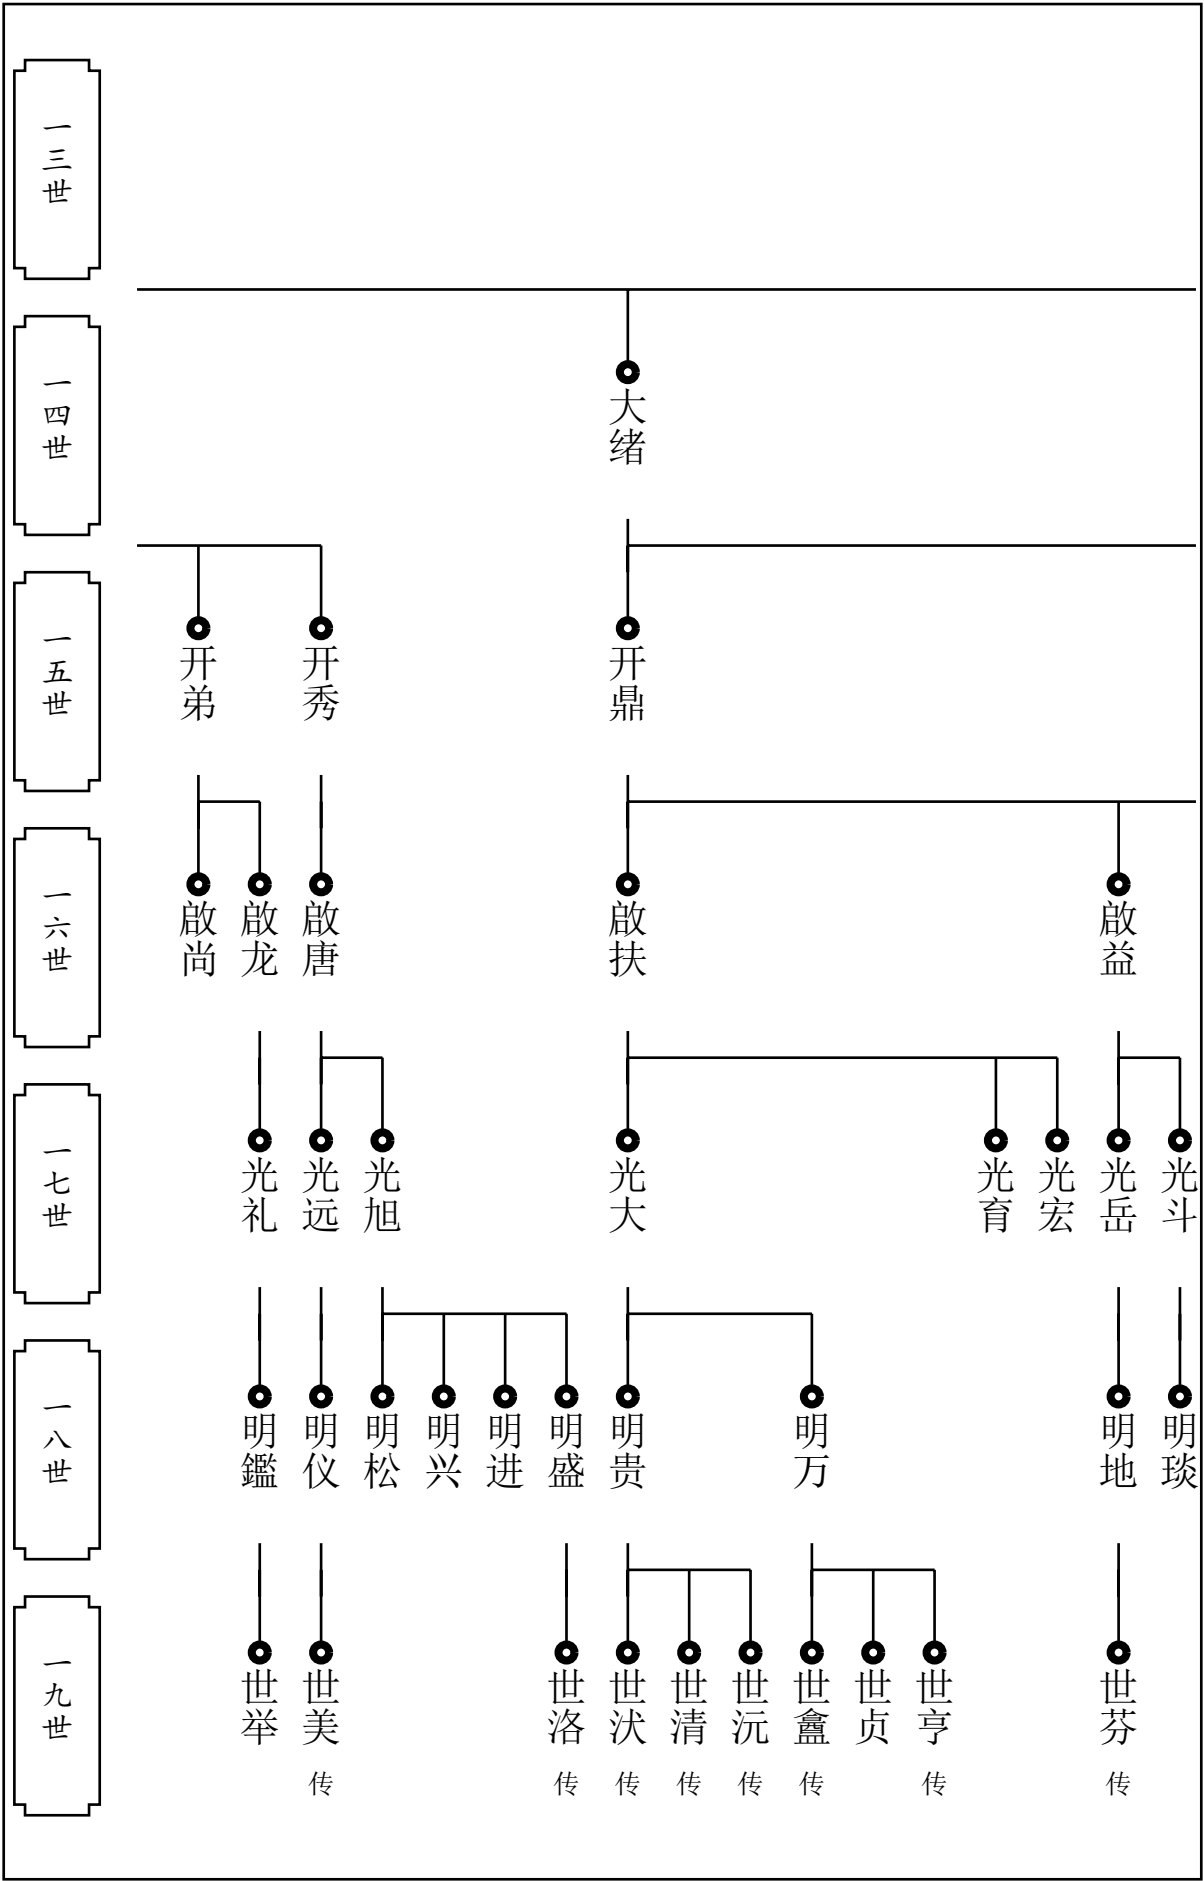 一三世
一四世
大绪
一五世
开弟
开秀
开鼎
一六世
啟尚
啟龙
啟唐
啟扶
啟益
一七世
光礼
光远
光旭
光大
光育
光宏
光岳
光斗
一八世
明鑑
明仪
明松
明兴
明进
明盛
明贵
明万
明地
明琰
一九世
世举
世美 传
世洛 传
世洑 传
世清 传
世沅 传
世盫 传
世贞
世亨 传
世芬 传